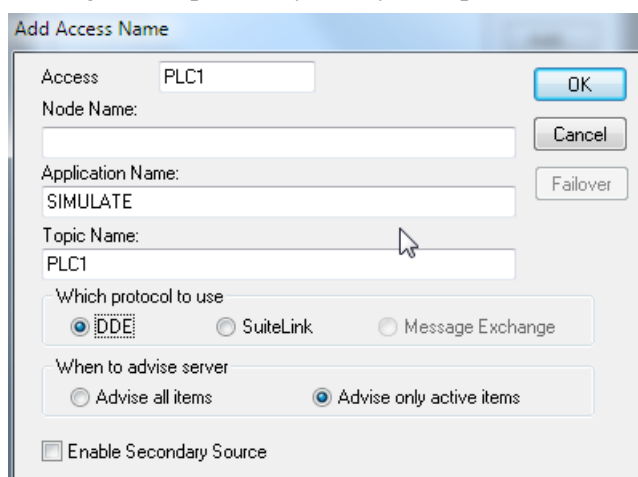 Add Access Name
Access PLC1
OK
Node Name:
Cancel
Application Name:
Failover
SIMULATE
Topic Name:
PLC1
Which protocol to use
DDE SuiteLink Message Exchange
When to advise server
Advise all items Advise only active items
Enable Secondary Source